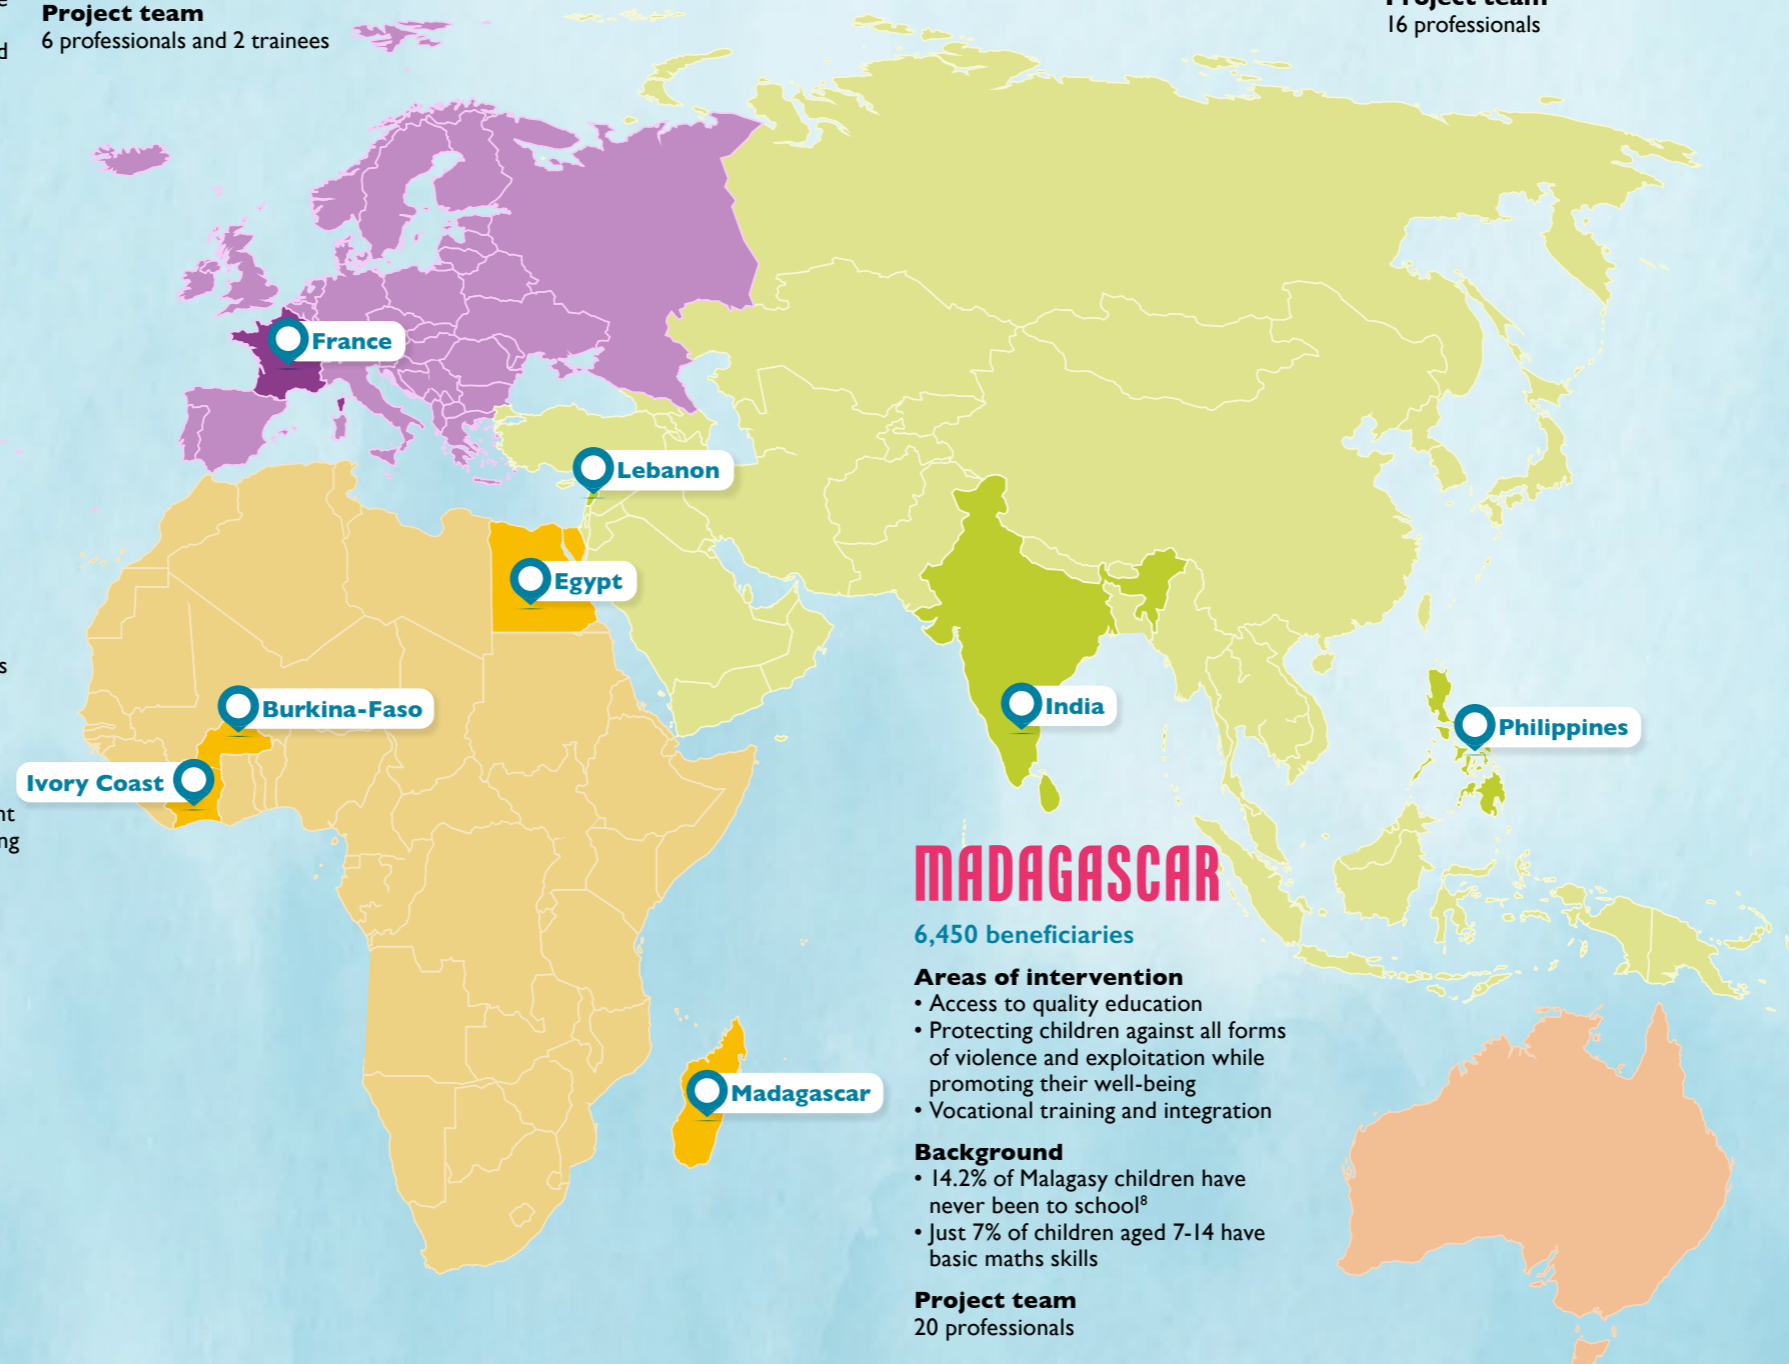 Project team
6 professionals and 2 trainees
Project team
16 professionals
France
Lebanon
Egypt
Burkina-Faso
Ivory Coast
India
Philippines
Madagascar
MADAGASCAR
6,450 beneficiaries
Areas of intervention
• Access to quality education
• Protecting children against all forms
of violence and exploitation while
promoting their well-being
• Vocational training and integration
Background
• 14.2% of Malagasy children have
never been to school⁸
• Just 7% of children aged 7-14 have
basic maths skills
Project team
20 professionals